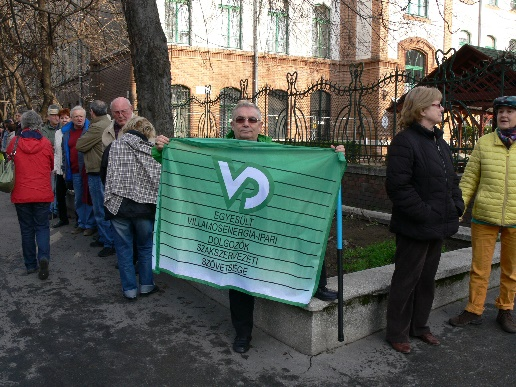 VD
EGYESÜLT
VILLAMOSENERGIA-IPARI
DOLGOZÓK
SZAKSZERVEZETI
SZÖVETSÉGE